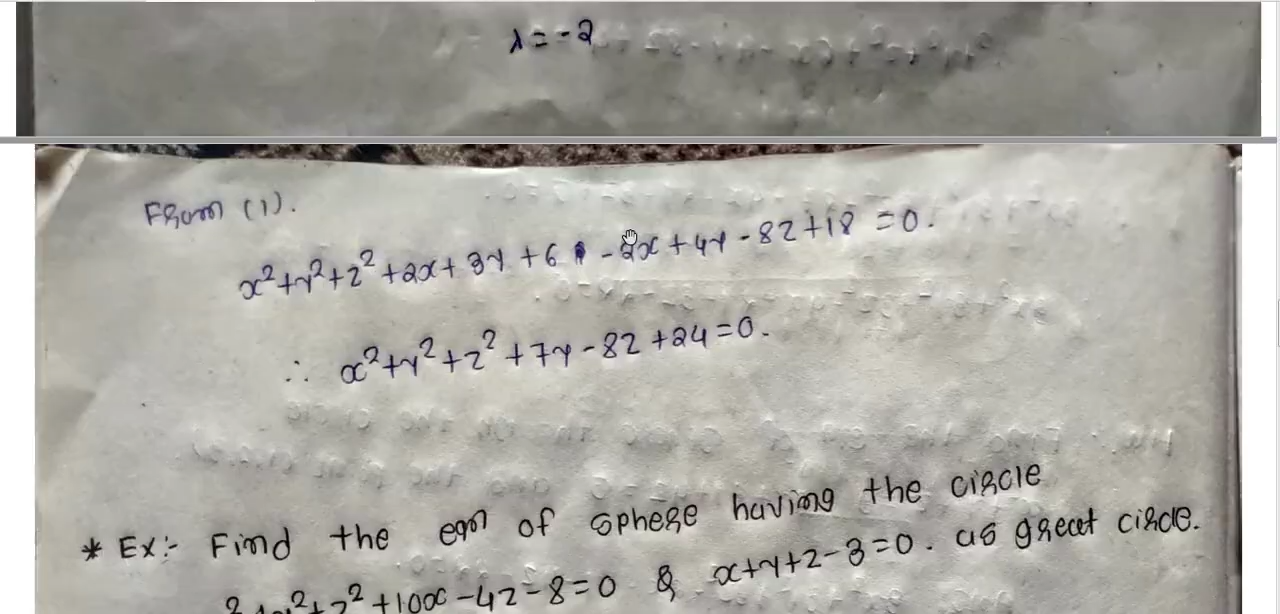 λ = -2
From (1).
x²+y²+z²+2x+3y+6 -2x+4y-8z+18 =0.
∴ x²+y²+z²+7y-8z+24=0.
* Ex:- Find the eqn of sphere having the circle
²+y²+z²+10x-4z-8=0 & x+y+z-3=0. as great circle.